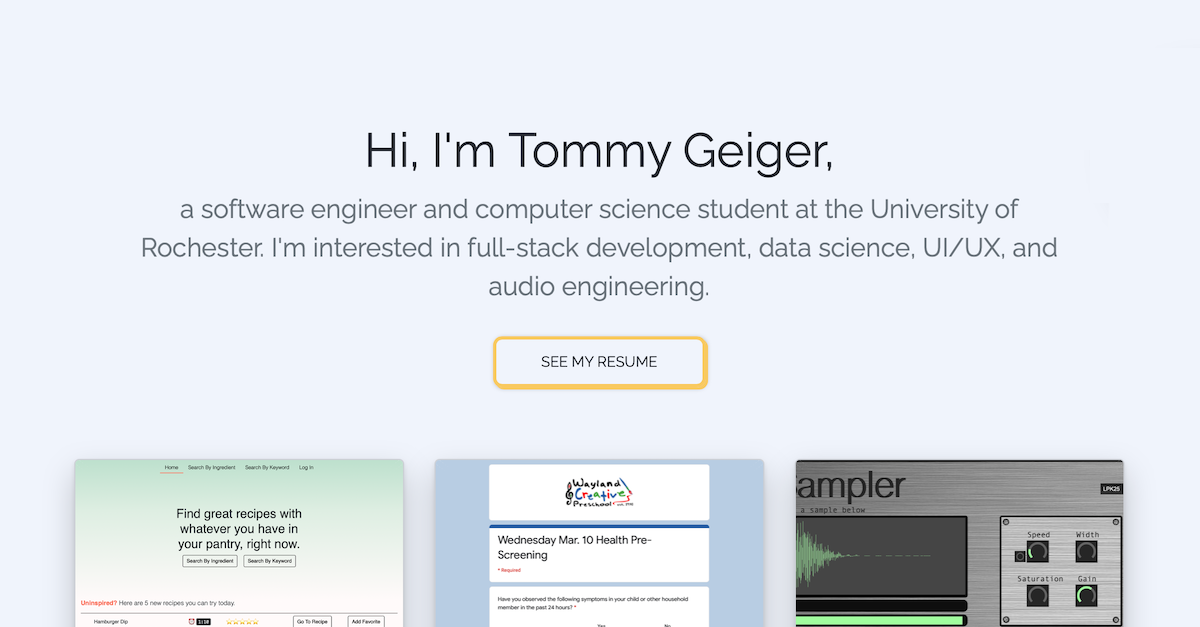 Hi, I'm Tommy Geiger,
a software engineer and computer science student at the University of
Rochester. I'm interested in full-stack development, data science, UI/UX, and
audio engineering.
SEE MY RESUME
Home Search By Ingredient Search By Keyword Log In
Find great recipes with
whatever you have in
your pantry, right now.
Search By Ingredient Search By Keyword
Uninspired? Here are 5 new recipes you can try today.
Hamburger Dip 1:10 Go To Recipe Add Favorite
Wayland
Creative
Preschool
Wednesday Mar. 10 Health Pre-
Screening
* Required
Have you observed the following symptoms in your child or other household
member in the past 24 hours? *
Yes No
ampler
LPK25
a sample below
Speed Width
Saturation Gain